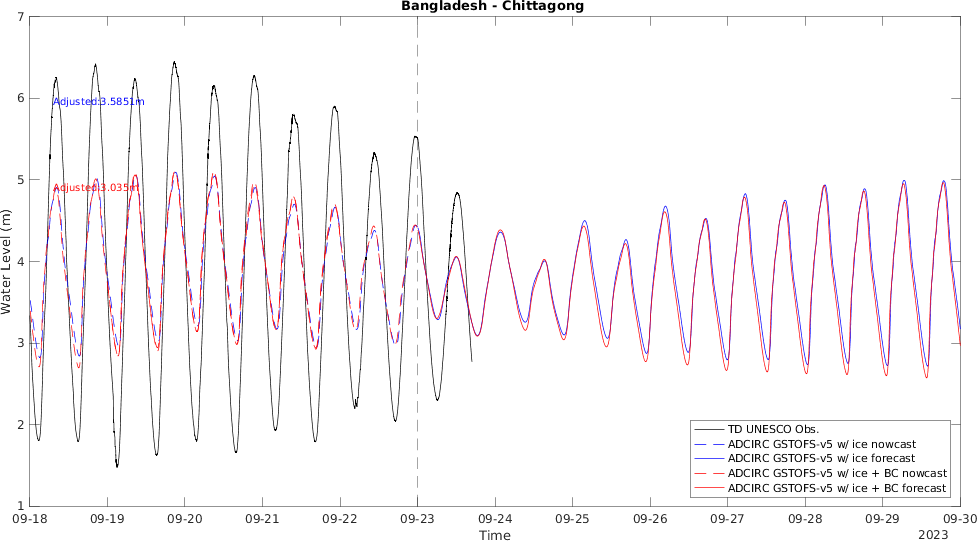 Bangladesh - Chittagong
7
6
5
4
3
2
1
Water Level (m)
Adjusted:3.5851m
Adjusted:3.035m
TD UNESCO Obs.
ADCIRC GSTOFS-v5 w/ ice nowcast
ADCIRC GSTOFS-v5 w/ ice forecast
ADCIRC GSTOFS-v5 w/ ice + BC nowcast
ADCIRC GSTOFS-v5 w/ ice + BC forecast
09-18 09-19 09-20 09-21 09-22 09-23 09-24 09-25 09-26 09-27 09-28 09-29 09-30
Time
2023